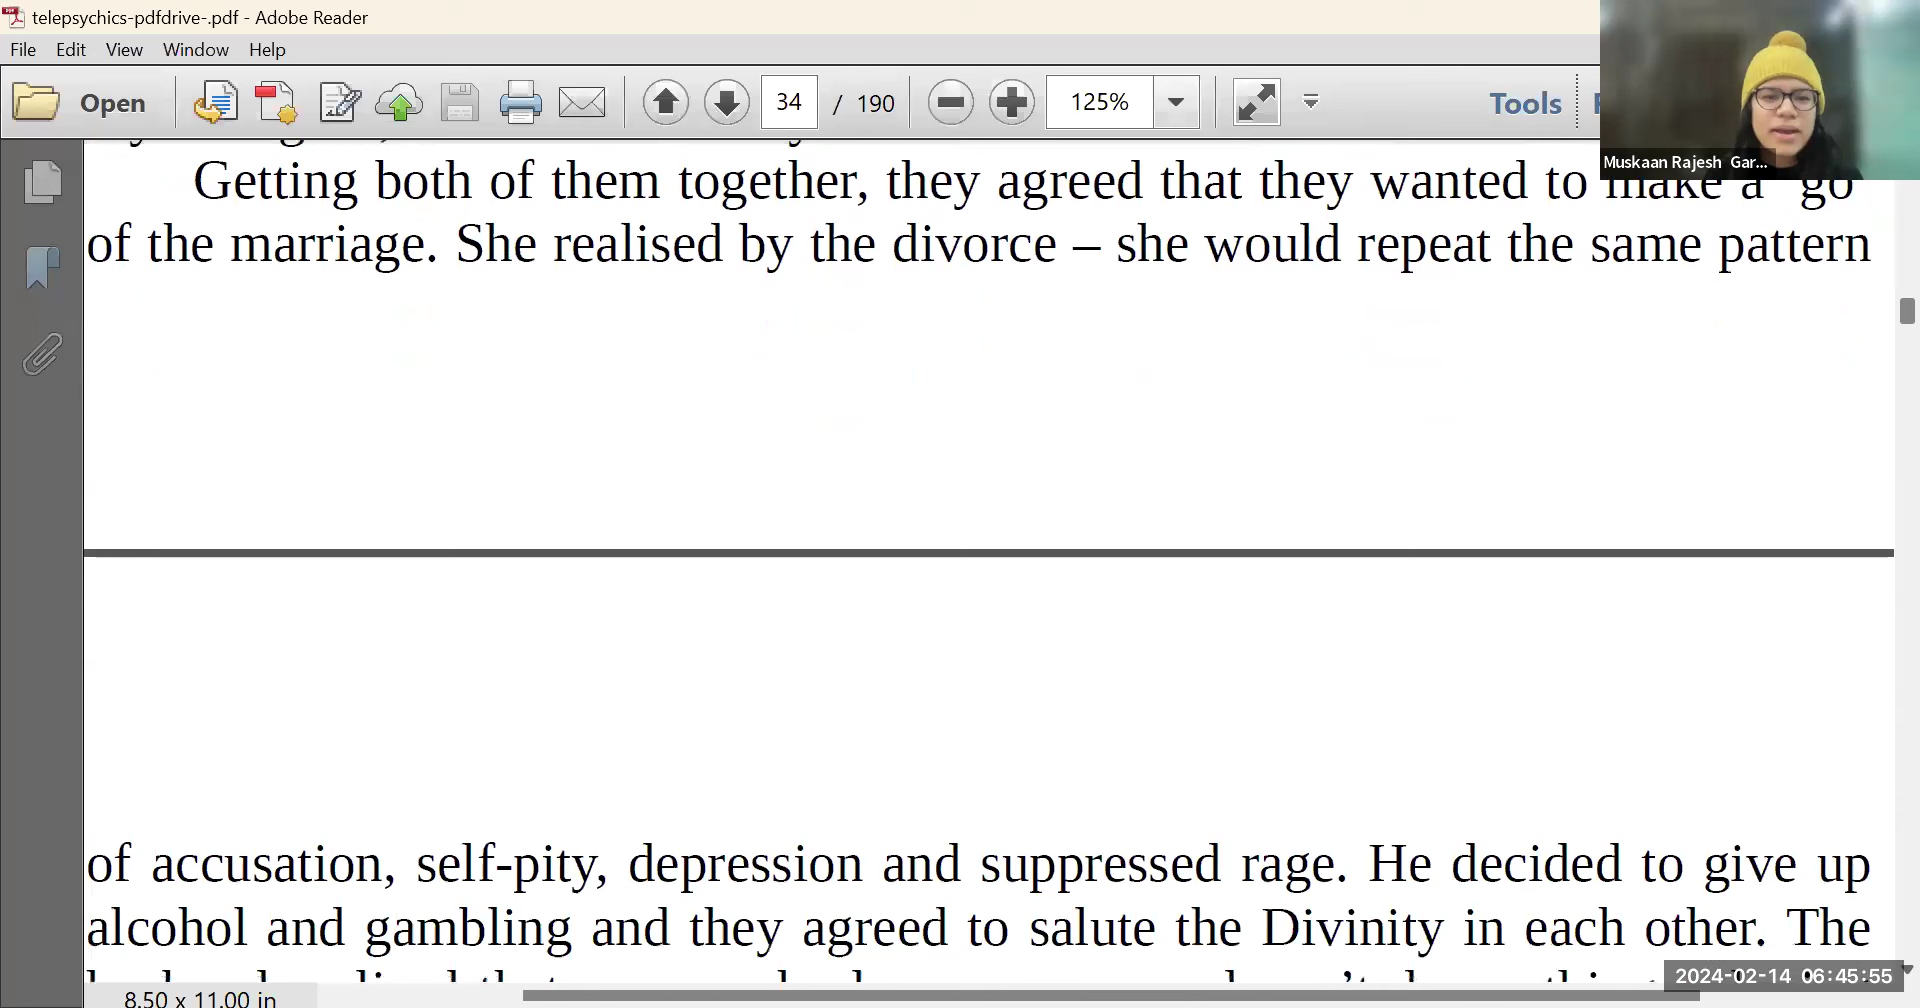 telepsychics-pdfdrive-.pdf - Adobe Reader
File Edit View Window Help
Open 34 / 190 125% Tools
Muskaan Rajesh Gar...
Getting both of them together, they agreed that they wanted to make a “go”
of the marriage. She realised by the divorce – she would repeat the same pattern
of accusation, self-pity, depression and suppressed rage. He decided to give up
alcohol and gambling and they agreed to salute the Divinity in each other. The
2024-02-14 06:45:55
8.50 x 11.00 in